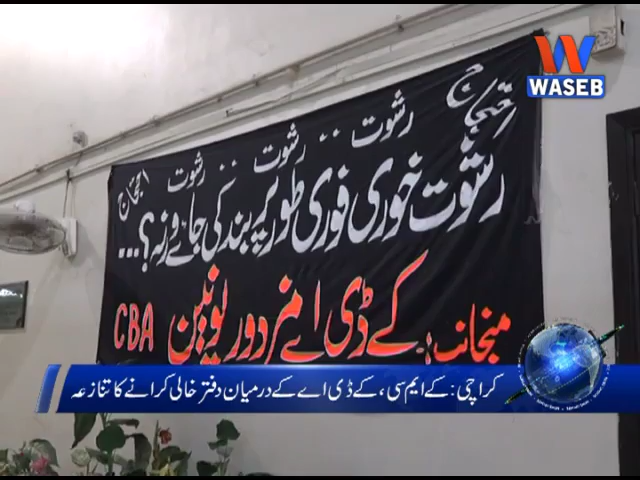 WASEB
احتجاج احتجاج
رشوت .. رشوت .. رشوت
رشوت خوری فوری طور پر بند کی جائے ورنہ؟...
منجانب: کے ڈی اے مزدور یونین CBA
کراچی: کے ایم سی، کے ڈی اے کے درمیان دفتر خالی کرانے کا تنازعہ